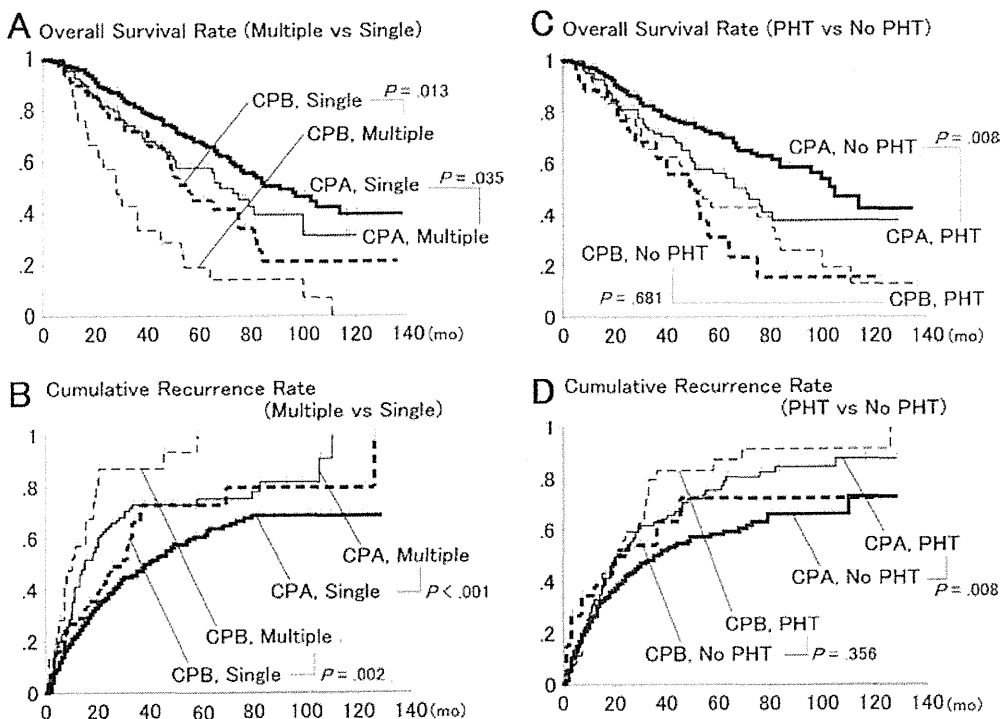 A Overall Survival Rate (Multiple vs Single)
1
.8
.6
.4
.2
0
CPB, Single
P = .013
CPB, Multiple
CPA, Single
P = .035
CPA, Multiple
0 20 40 60 80 100 120 140 (mo)
C Overall Survival Rate (PHT vs No PHT)
1
.8
.6
.4
.2
0
CPA, No PHT
P = .008
CPA, PHT
CPB, No PHT
P = .681
CPB, PHT
0 20 40 60 80 100 120 140 (mo)
B Cumulative Recurrence Rate
(Multiple vs Single)
1
.8
.6
.4
.2
0
CPA, Multiple
CPA, Single
P < .001
CPB, Multiple
CPB, Single
P = .002
0 20 40 60 80 100 120 140 (mo)
D Cumulative Recurrence Rate
(PHT vs No PHT)
1
.8
.6
.4
.2
0
CPA, PHT
CPA, No PHT
P = .008
CPB, PHT
CPB, No PHT
P = .356
0 20 40 60 80 100 120 140 (mo)